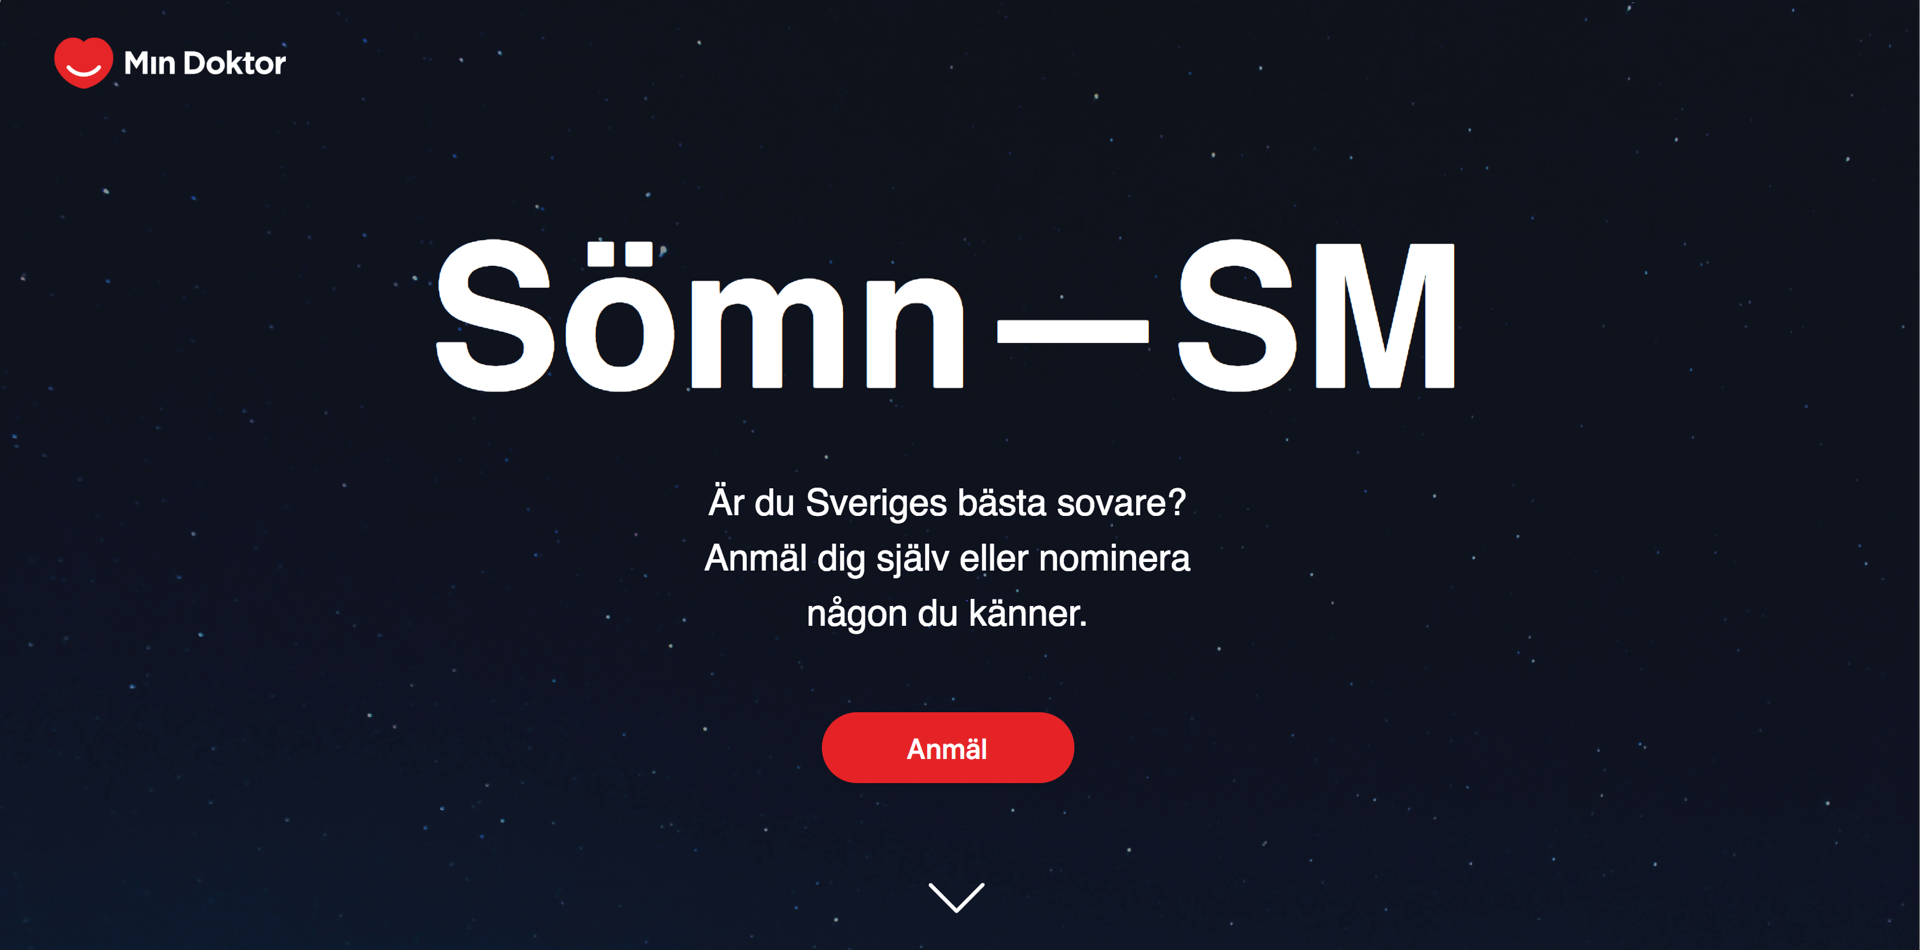 Min Doktor
Sömn—SM
Är du Sveriges bästa sovare?
Anmäl dig själv eller nominera
någon du känner.
Anmäl